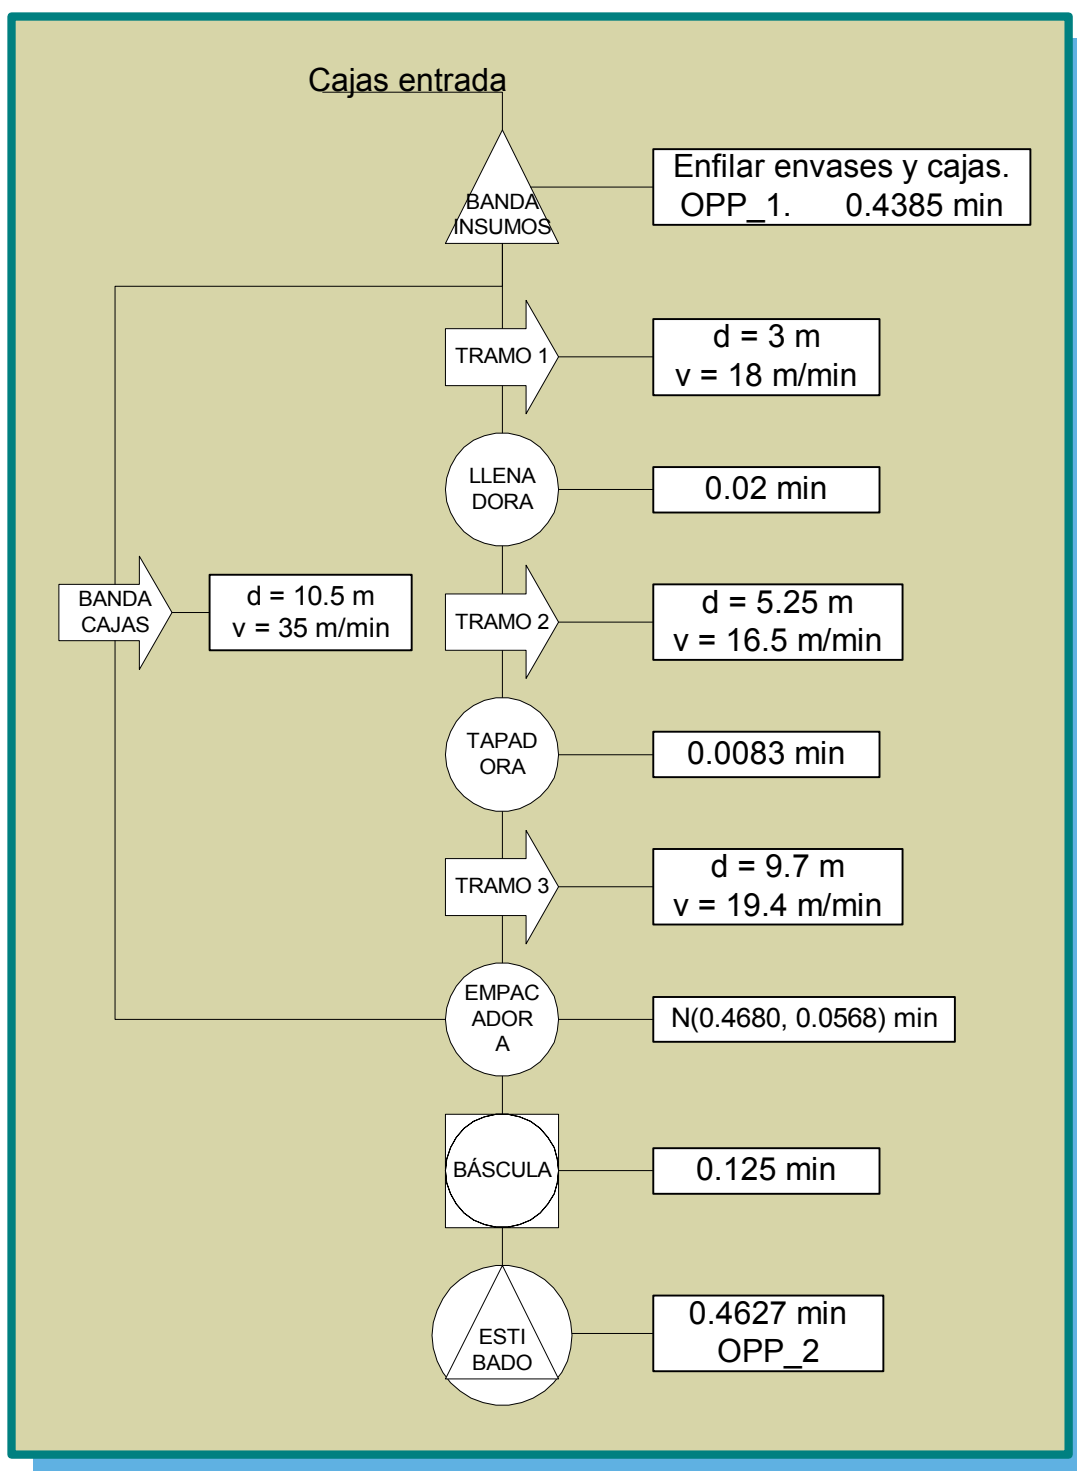 Cajas entrada
BANDA
INSUMOS
Enfilar envases y cajas.
OPP_1. 0.4385 min
TRAMO 1
d = 3 m
v = 18 m/min
LLENA
DORA
0.02 min
BANDA
CAJAS
d = 10.5 m
v = 35 m/min
TRAMO 2
d = 5.25 m
v = 16.5 m/min
TAPAD
ORA
0.0083 min
TRAMO 3
d = 9.7 m
v = 19.4 m/min
EMPAC
ADOR
A
N(0.4680, 0.0568) min
BÁSCULA
0.125 min
ESTI
BADO
0.4627 min
OPP_2